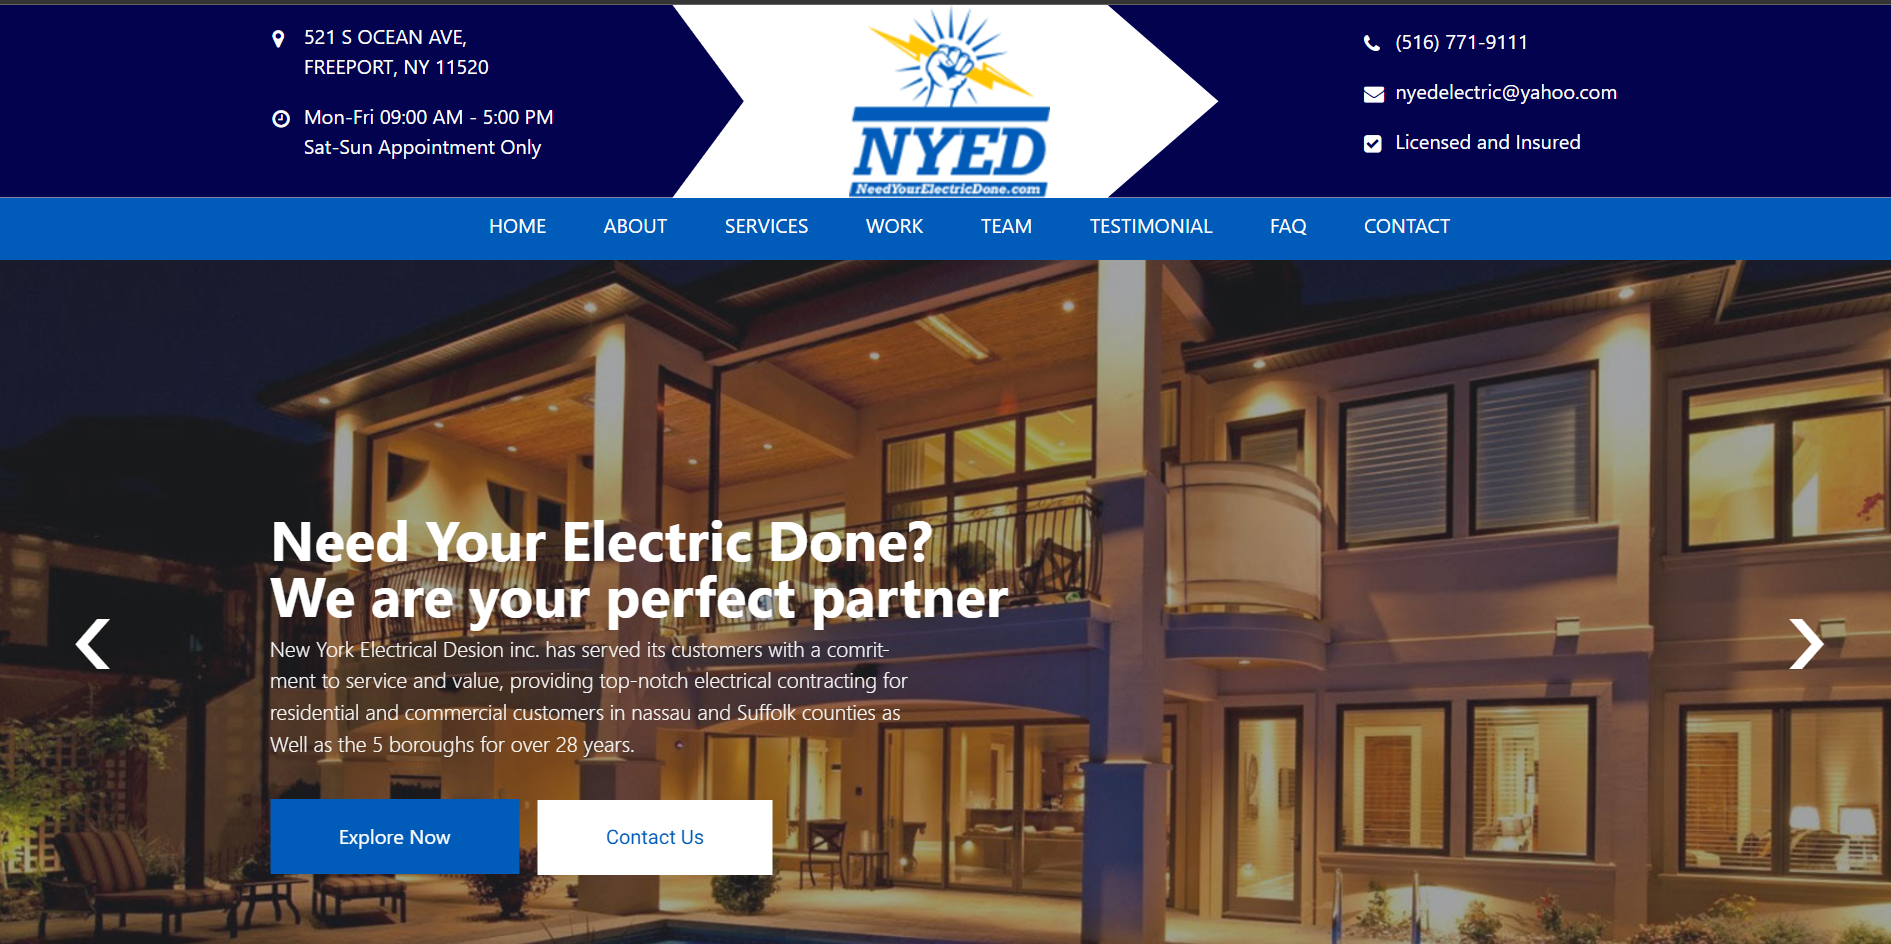 521 S OCEAN AVE,
FREEPORT, NY 11520
Mon-Fri 09:00 AM - 5:00 PM
Sat-Sun Appointment Only
NYED
NeedYourElectricDone.com
(516) 771-9111
nyedelectric@yahoo.com
Licensed and Insured
HOME ABOUT SERVICES WORK TEAM TESTIMONIAL FAQ CONTACT
Need Your Electric Done?
We are your perfect partner
New York Electrical Desion inc. has served its customers with a comrit-
ment to service and value, providing top-notch electrical contracting for
residential and commercial customers in nassau and Suffolk counties as
Well as the 5 boroughs for over 28 years.
Explore Now Contact Us